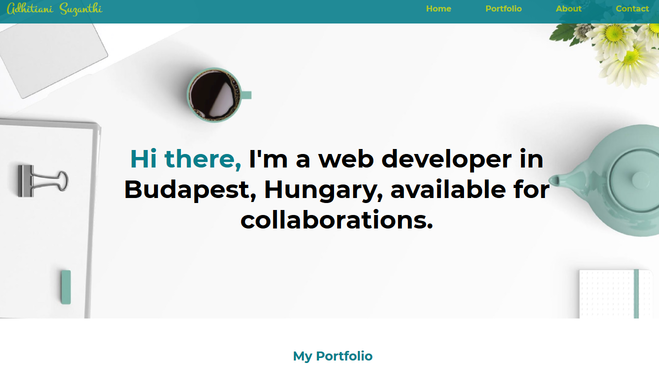 Adhitiani Suzanthi
Home Portfolio About Contact
Hi there, I'm a web developer in
Budapest, Hungary, available for
collaborations.
My Portfolio